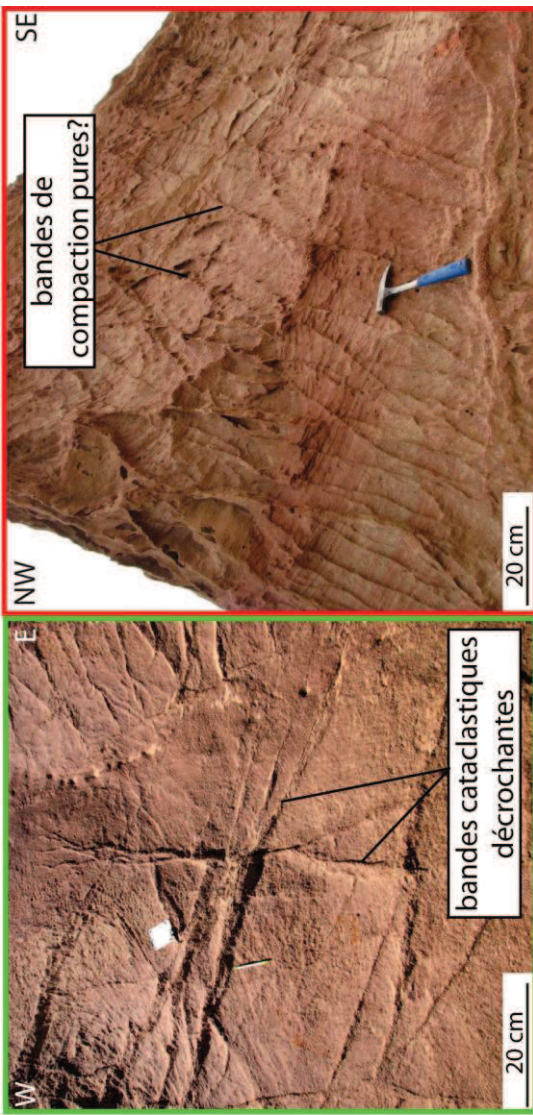 W
E
bandes cataclastiques
décrochantes
20 cm
NW
SE
bandes de
compaction pures?
20 cm